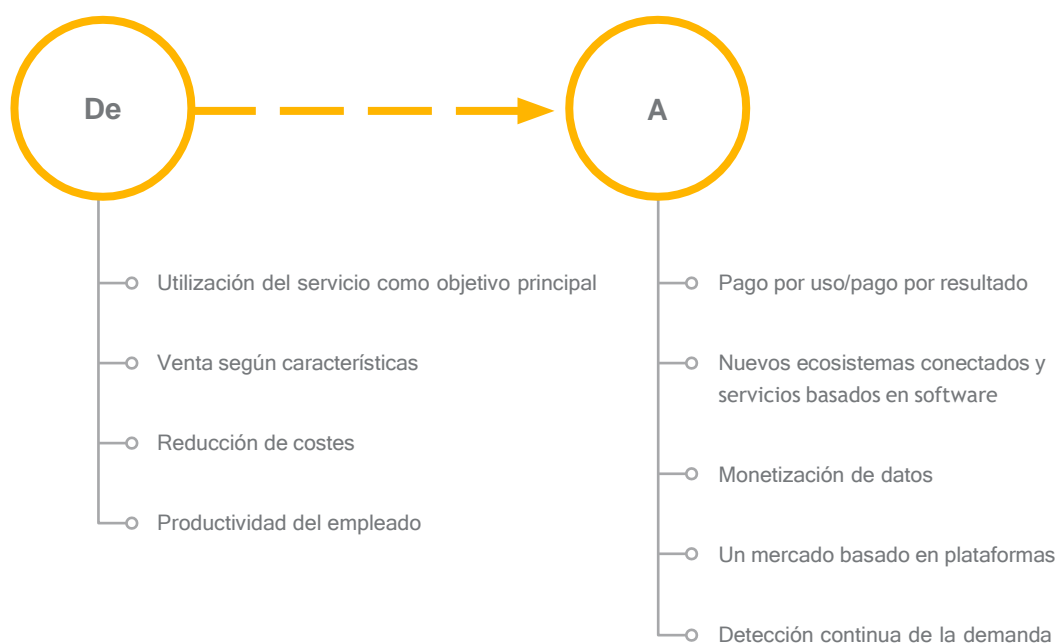 De
Utilización del servicio como objetivo principal
Venta según características
Reducción de costes
Productividad del empleado
A
Pago por uso/pago por resultado
Nuevos ecosistemas conectados y
servicios basados en software
Monetización de datos
Un mercado basado en plataformas
Detección continua de la demanda